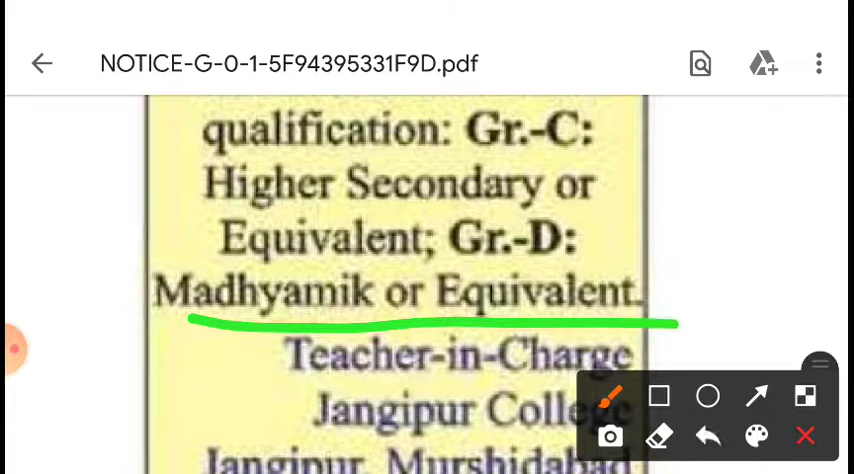 NOTICE-G-0-1-5F94395331F9D.pdf
qualification: Gr.-C:
Higher Secondary or
Equivalent; Gr.-D:
Madhyamik or Equivalent.
Teacher-in-Charge
Jangipur College
Jangipur, Murshidabad